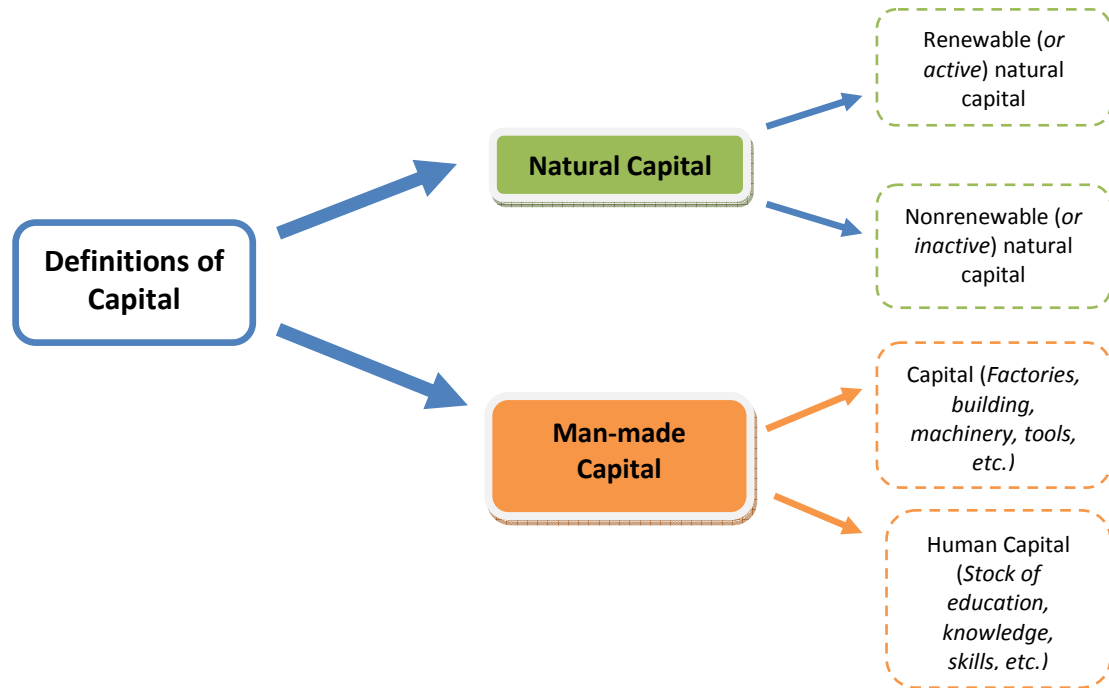 Definitions of
Capital
Natural Capital
Renewable (or
active) natural
capital
Nonrenewable (or
inactive) natural
capital
Man-made
Capital
Capital (Factories,
building,
machinery, tools,
etc.)
Human Capital
(Stock of
education,
knowledge,
skills, etc.)